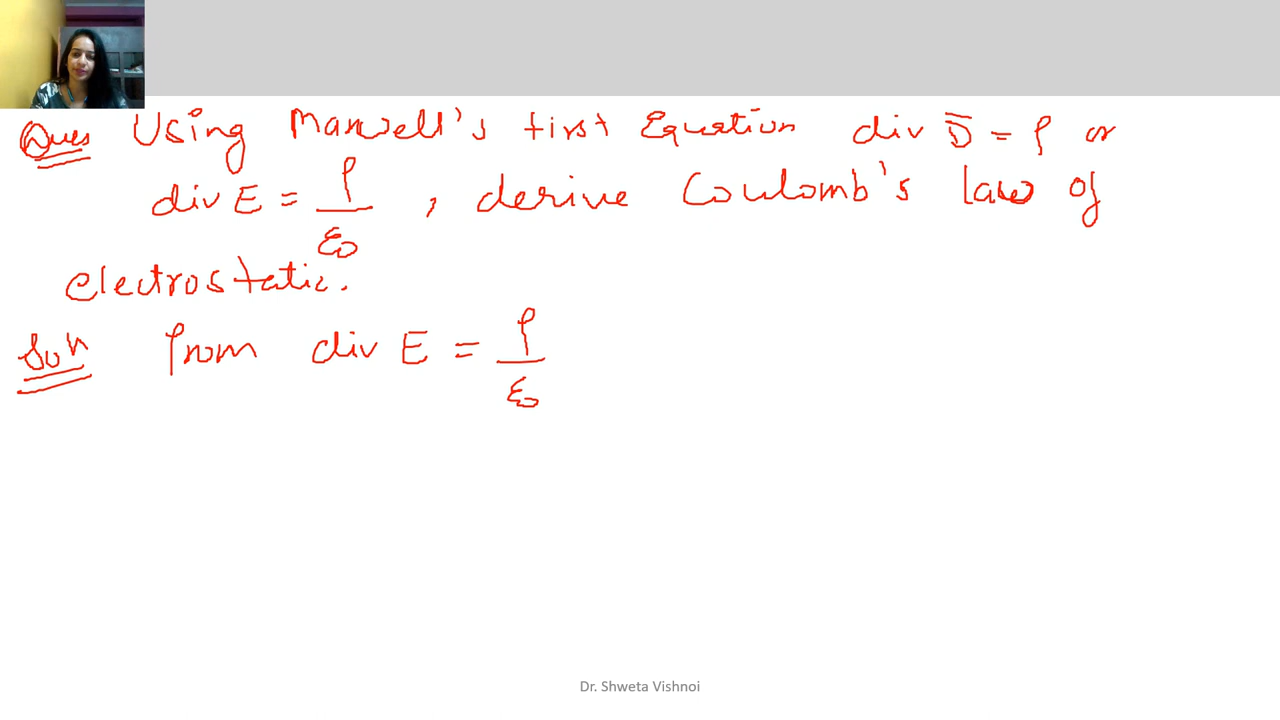 Ques Using Maxwell's first Equation div D̅ = ρ or
div E = ρ/ε₀ , derive Coulomb's law of
electrostatic.
Soln from div E = ρ/ε₀
Dr. Shweta Vishnoi